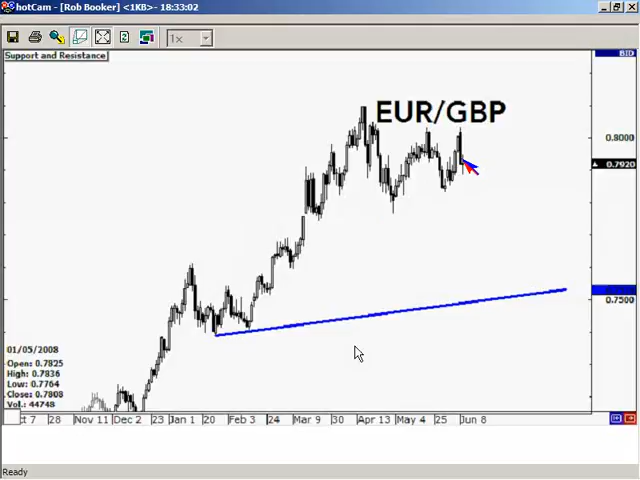 hotCam - [Rob Booker] <1KB>- 18:33:02
1x
Support and Resistance
BID
EUR/GBP
0.8000
0.7920
0.7500
01/05/2008
Open: 0.7825
High: 0.7836
Low: 0.7764
Close: 0.7808
Vol.: 44748
ct 7 28 Nov 11 Dec 2 23 Jan 1 20 Feb 3 24 Mar 9 30 Apr 13 May 4 25 Jun 8
Ready